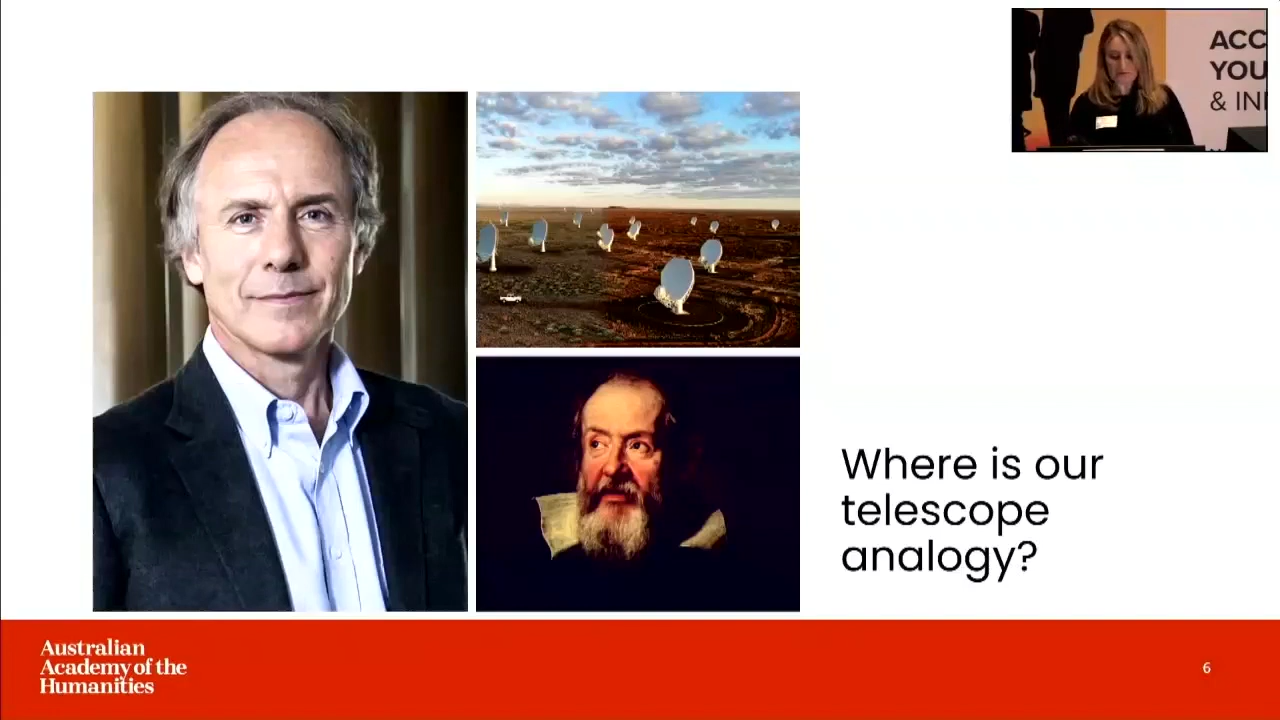 ACC
YOU
& IN
Where is our
telescope
analogy?
Australian
Academy of the
Humanities
6